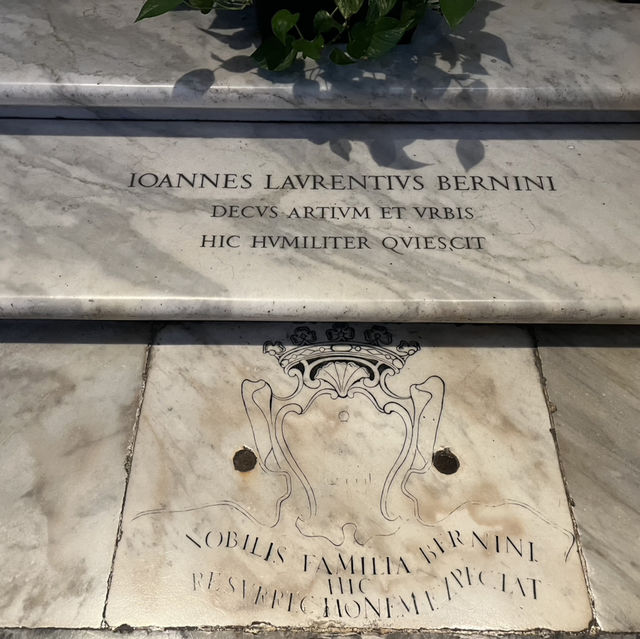 IOANNES LAVRENTIVS BERNINI
DECVS ARTIVM ET VRBIS
HIC HVMILITER QVIESCIT
NOBILIS FAMILIA BERNINI
HIC
RESVRRECTIONEM EXPECTAT